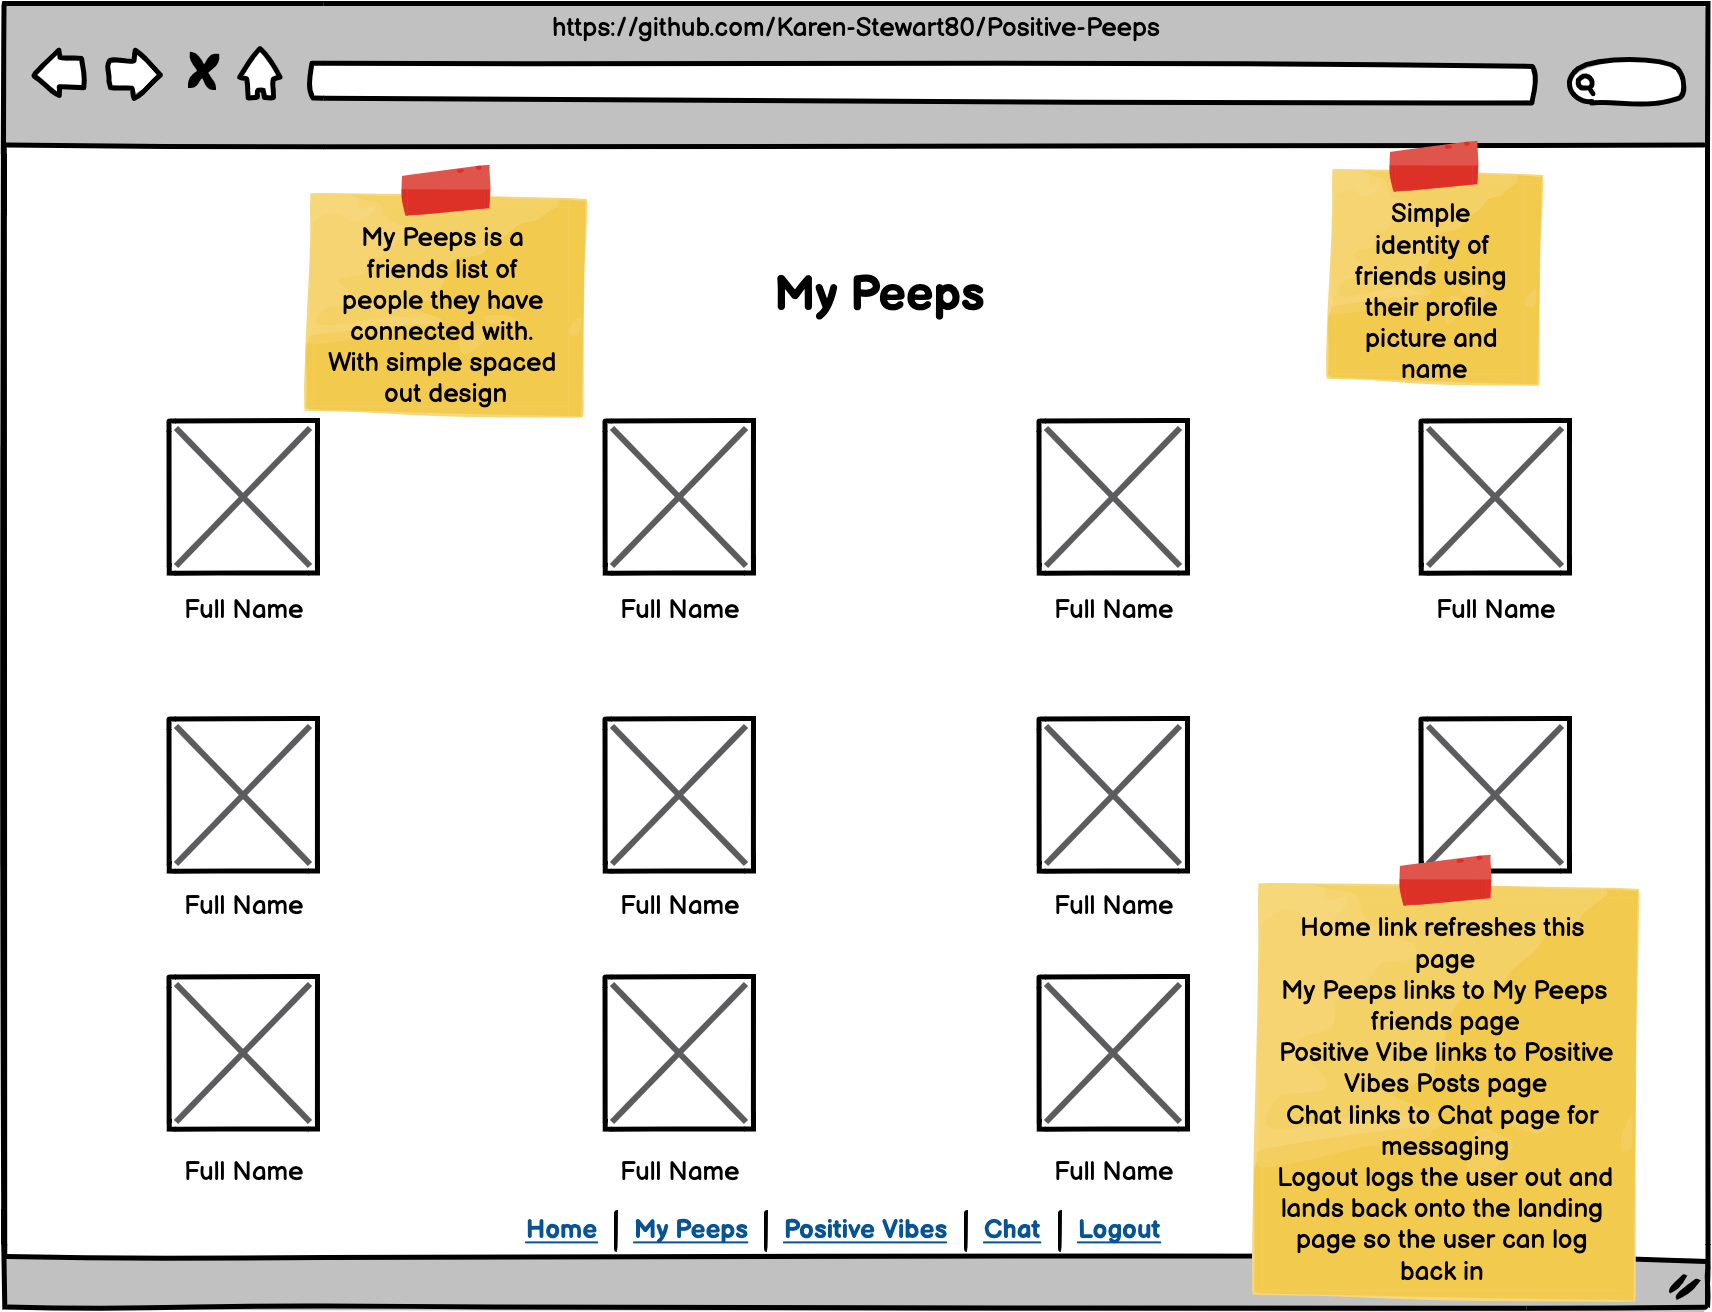 https://github.com/Karen-Stewart80/Positive-Peeps
My Peeps is a
friends list of
people they have
connected with.
With simple spaced
out design
My Peeps
Simple
identity of
friends using
their profile
picture and
name
Full Name
Full Name
Full Name
Full Name
Full Name
Full Name
Full Name
Home link refreshes this
page
My Peeps links to My Peeps
friends page
Positive Vibe links to Positive
Vibes Posts page
Chat links to Chat page for
messaging
Logout logs the user out and
lands back onto the landing
page so the user can log
back in
Full Name
Full Name
Full Name
Home | My Peeps | Positive Vibes | Chat | Logout